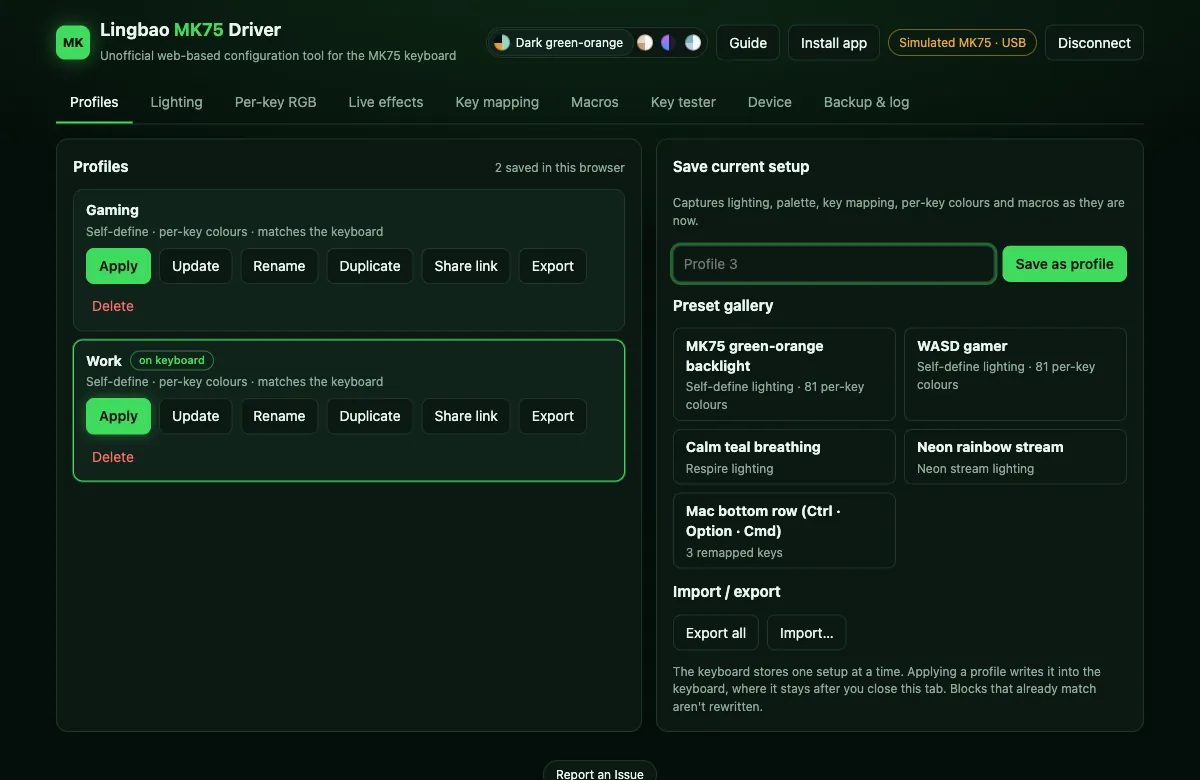 MK
Lingbao MK75 Driver
Unofficial web-based configuration tool for the MK75 keyboard
Dark green-orange
Guide
Install app
Simulated MK75 · USB
Disconnect
Profiles
Lighting
Per-key RGB
Live effects
Key mapping
Macros
Key tester
Device
Backup & log
Profiles
2 saved in this browser
Gaming
Self-define · per-key colours · matches the keyboard
Apply
Update
Rename
Duplicate
Share link
Export
Delete
Work
on keyboard
Self-define · per-key colours · matches the keyboard
Apply
Update
Rename
Duplicate
Share link
Export
Delete
Save current setup
Captures lighting, palette, key mapping, per-key colours and macros as they are
now.
Profile 3
Save as profile
Preset gallery
MK75 green-orange
backlight
Self-define lighting · 81 per-key
colours
WASD gamer
Self-define lighting · 81 per-key
colours
Calm teal breathing
Respire lighting
Neon rainbow stream
Neon stream lighting
Mac bottom row (Ctrl ·
Option · Cmd)
3 remapped keys
Import / export
Export all
Import...
The keyboard stores one setup at a time. Applying a profile writes it into the
keyboard, where it stays after you close this tab. Blocks that already match
aren't rewritten.
Report an Issue